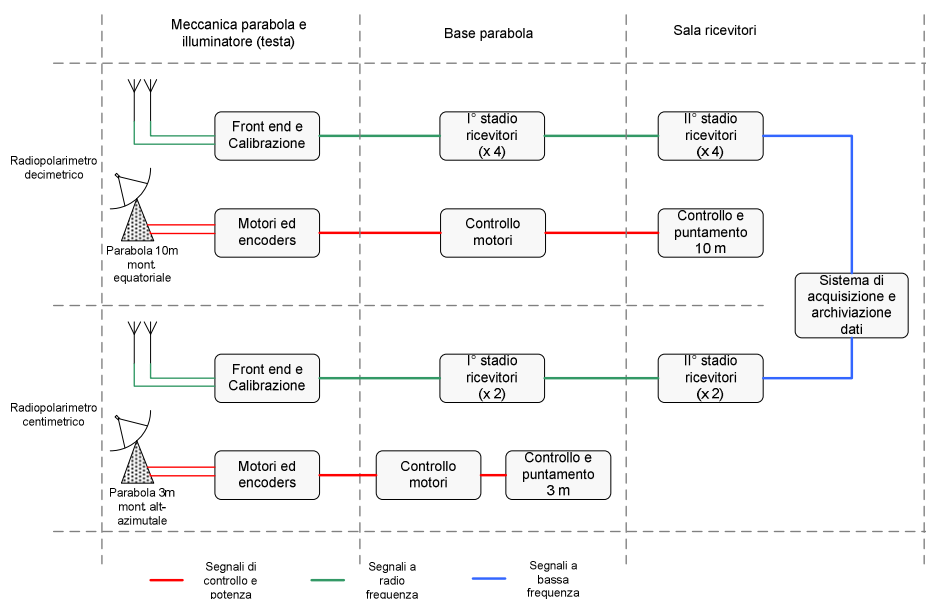 Meccanica parabola e
illuminatore (testa)
Base parabola
Sala ricevitori
Radiopolarimetro
decimetrico
Front end e
Calibrazione
I° stadio
ricevitori
(x 4)
II° stadio
ricevitori
(x 4)
Parabola 10m
mont.
equatoriale
Motori ed
encoders
Controllo
motori
Controllo e
puntamento
10 m
Sistema di
acquisizione e
archiviazione
dati
Radiopolarimetro
centimetrico
Front end e
Calibrazione
I° stadio
ricevitori
(x 2)
II° stadio
ricevitori
(x 2)
Parabola 3m
mont. alt-
azimutale
Motori ed
encoders
Controllo
motori
Controllo e
puntamento
3 m
Segnali di
controllo e
potenza
Segnali a
radio
frequenza
Segnali a
bassa
frequenza